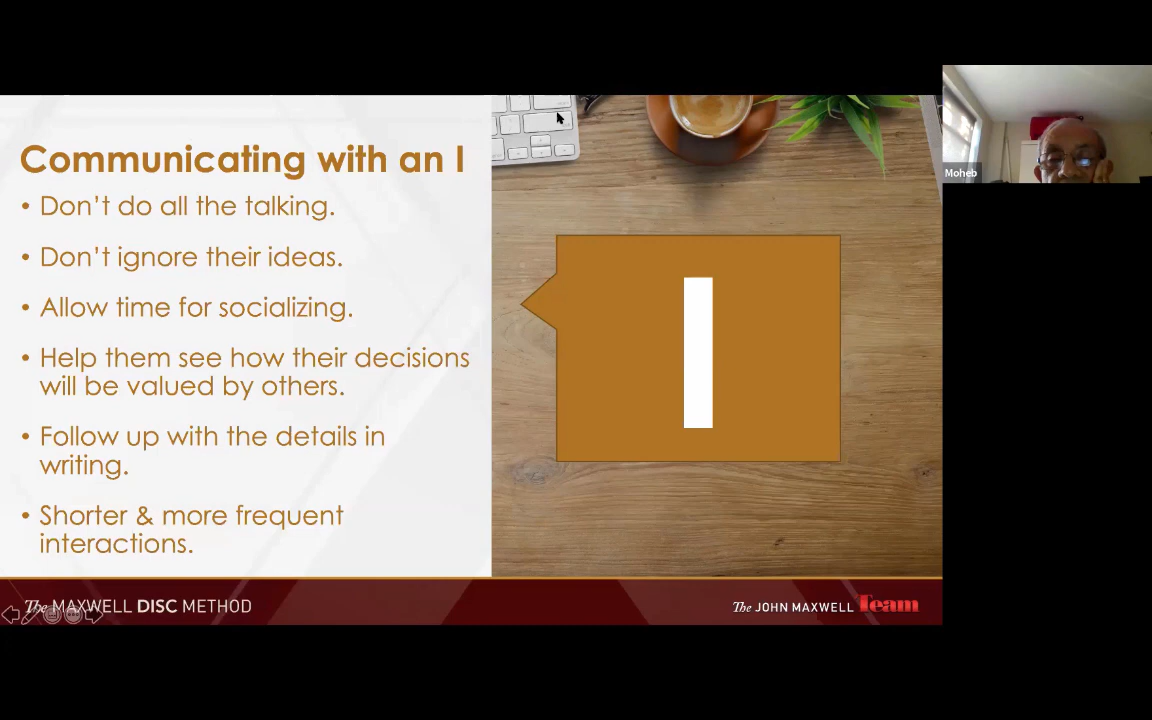 Communicating with an I
• Don't do all the talking.
• Don't ignore their ideas.
• Allow time for socializing.
• Help them see how their decisions
will be valued by others.
• Follow up with the details in
writing.
• Shorter & more frequent
interactions.
I
Moheb
The MAXWELL DISC METHOD
The JOHN MAXWELL Team